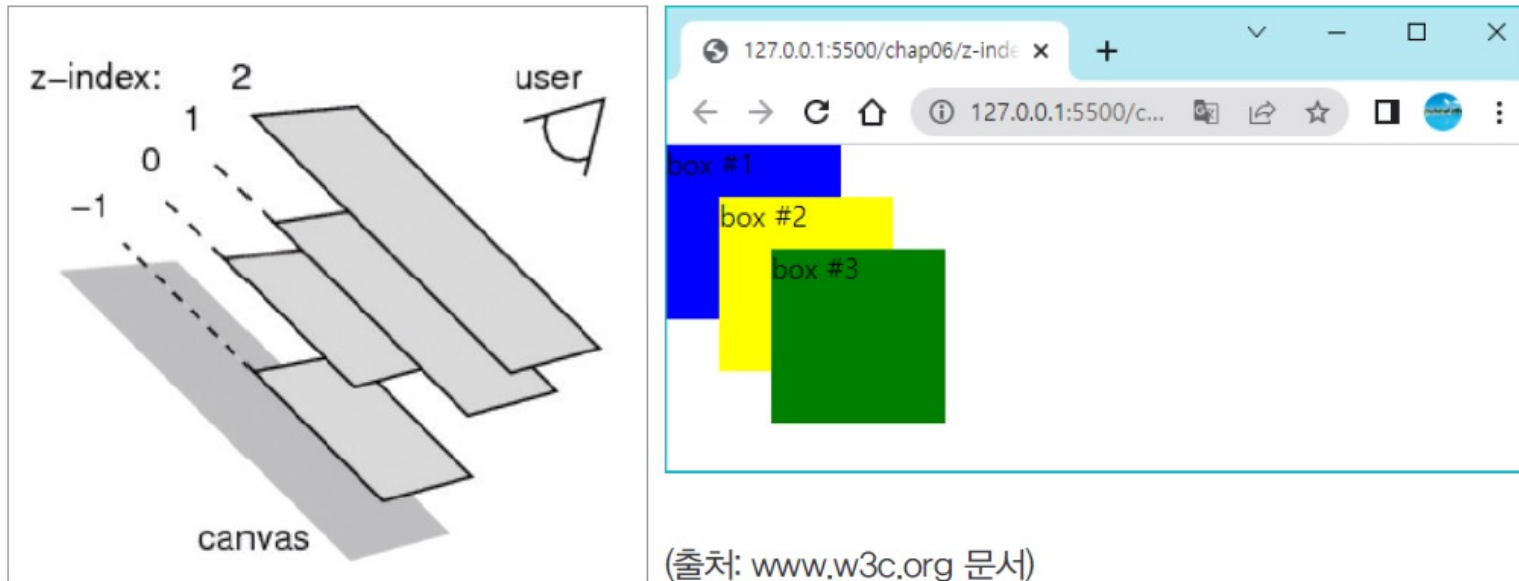 z-index: 2
1
0
-1
user
canvas
127.0.0.1:5500/chap06/z-inde
127.0.0.1:5500/c...
box #1
box #2
box #3
(출처: www.w3c.org 문서)